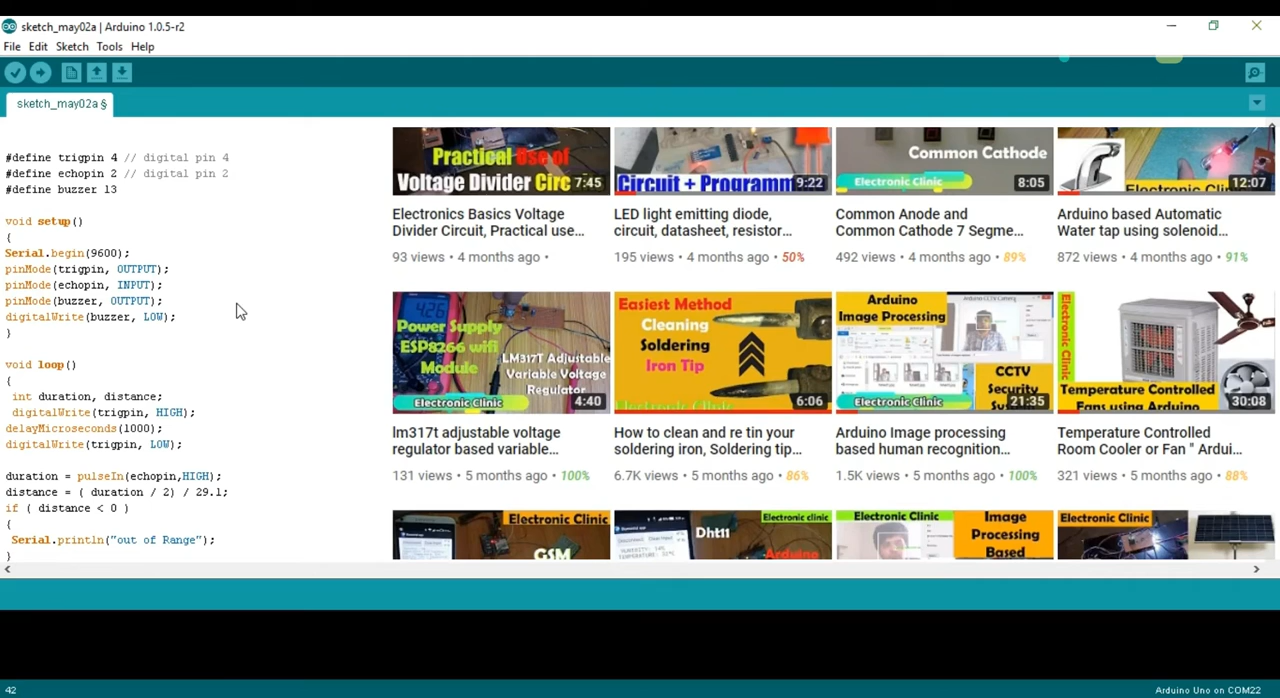 sketch_may02a | Arduino 1.0.5-r2
File Edit Sketch Tools Help
sketch_may02a §
#define trigpin 4 // digital pin 4
#define echopin 2 // digital pin 2
#define buzzer 13
void setup()
{
Serial.begin(9600);
pinMode(trigpin, OUTPUT);
pinMode(echopin, INPUT);
pinMode(buzzer, OUTPUT);
digitalWrite(buzzer, LOW);
}
void loop()
{
int duration, distance;
digitalWrite(trigpin, HIGH);
delayMicroseconds(1000);
digitalWrite(trigpin, LOW);
duration = pulseIn(echopin,HIGH);
distance = ( duration / 2) / 29.1;
if ( distance < 0 )
{
Serial.println("out of Range");
}
Practical Use of
Voltage Divider Circ 7:45
Electronics Basics Voltage
Divider Circuit, Practical use...
93 views • 4 months ago •
Circuit + Programm 9:22
LED light emitting diode,
circuit, datasheet, resistor...
195 views • 4 months ago • 50%
Common Cathode
Electronic Clinic 8:05
Common Anode and
Common Cathode 7 Segme...
492 views • 4 months ago • 89%
Electronic Clin 12:07
Arduino based Automatic
Water tap using solenoid...
872 views • 4 months ago • 91%
Power Supply
ESP8266 wifi
Module
LM317T Adjustable
Variable Voltage
Regulator
Electronic Clinic 4:40
lm317t adjustable voltage
regulator based variable...
131 views • 5 months ago • 100%
Easiest Method
Cleaning
Soldering
Iron Tip
Electronic Clinic 6:06
How to clean and re tin your
soldering iron, Soldering tip...
6.7K views • 5 months ago • 86%
Arduino
Image Processing
CCTV
Security
Electronic Clinic 21:35
Arduino Image processing
based human recognition...
1.5K views • 5 months ago • 100%
Electronic Clinic
Temperature Controlled
Fans using Arduino 30:08
Temperature Controlled
Room Cooler or Fan " Ardui...
321 views • 5 months ago • 88%
Electronic Clinic
GSM
Electronic clinic
Dht11
Arduino
Electronic Clinic
Image
Processing
Based
Electronic Clinic
42
Arduino Uno on COM22